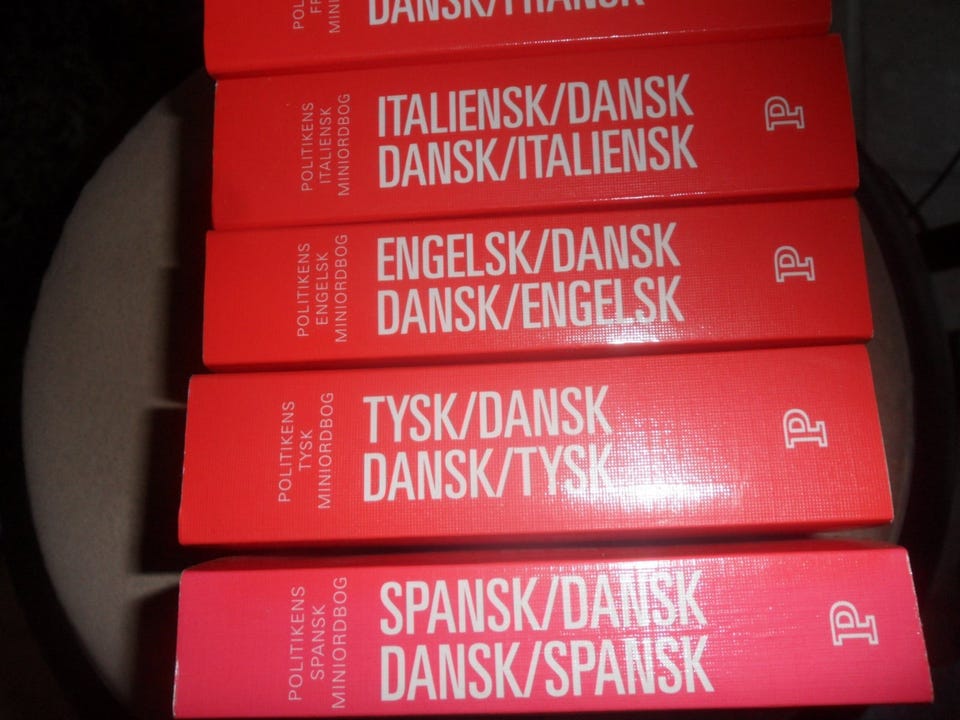 DANSK/FRANSK
POLITIKENS
ITALIENSK
MINIORDBOG
ITALIENSK/DANSK
DANSK/ITALIENSK
P
POLITIKENS
ENGELSK
MINIORDBOG
ENGELSK/DANSK
DANSK/ENGELSK
P
POLITIKENS
TYSK
MINIORDBOG
TYSK/DANSK
DANSK/TYSK
P
POLITIKENS
SPANSK
MINIORDBOG
SPANSK/DANSK
DANSK/SPANSK
P